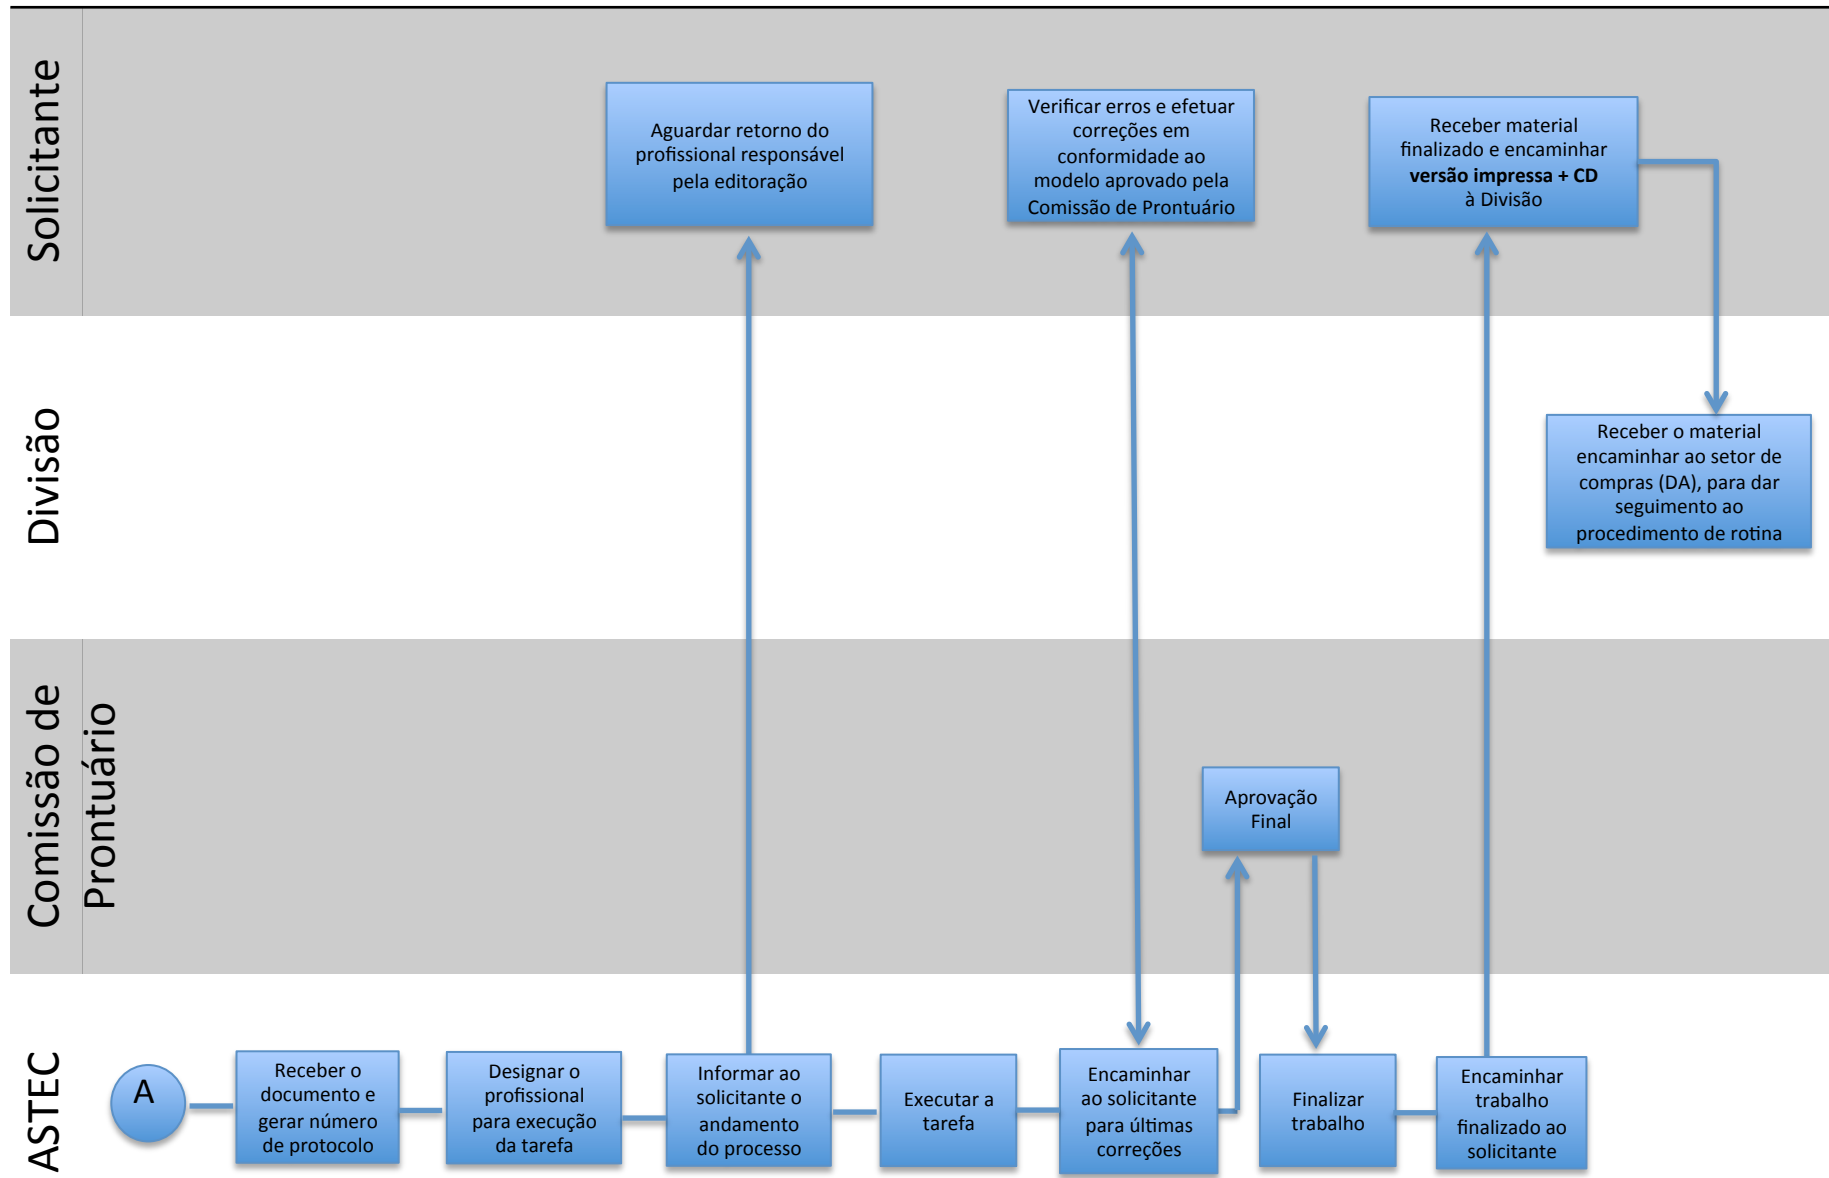 Solicitante
Aguardar retorno do
profissional responsável
pela editoração
Verificar erros e efetuar
correções em
conformidade ao
modelo aprovado pela
Comissão de Prontuário
Receber material
finalizado e encaminhar
versão impressa + CD
à Divisão
Divisão
Receber o material
encaminhar ao setor de
compras (DA), para dar
seguimento ao
procedimento de rotina
Comissão de
Prontuário
Aprovação
Final
ASTEC
A
Receber o
documento e
gerar número
de protocolo
Designar o
profissional
para execução
da tarefa
Informar ao
solicitante o
andamento
do processo
Executar a
tarefa
Encaminhar
ao solicitante
para últimas
correções
Finalizar
trabalho
Encaminhar
trabalho
finalizado ao
solicitante